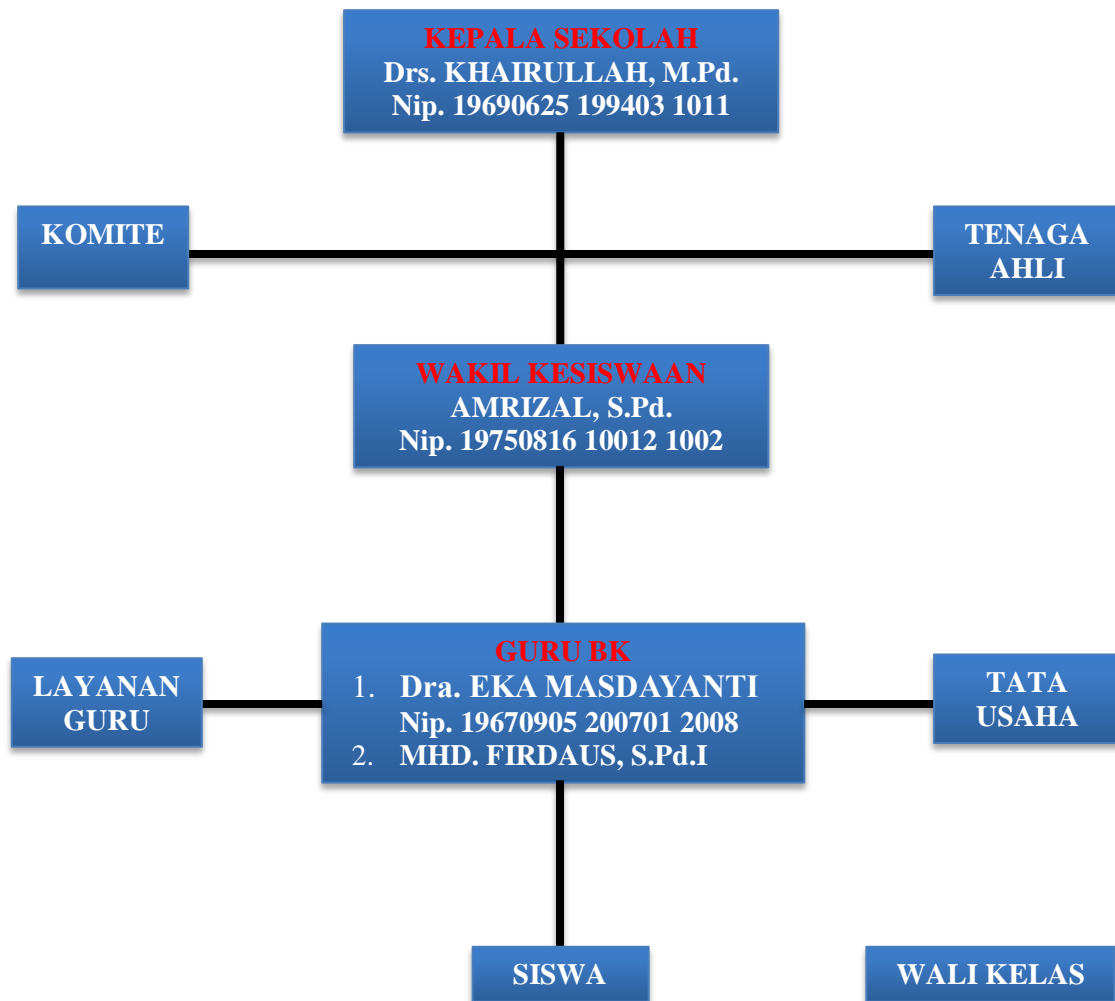 KEPALA SEKOLAH
Drs. KHAIRULLAH, M.Pd.
Nip. 19690625 199403 1011
KOMITE
TENAGA
AHLI
WAKIL KESISWAAN
AMRIZAL, S.Pd.
Nip. 19750816 10012 1002
LAYANAN
GURU
GURU BK
1. Dra. EKA MASDAYANTI
Nip. 19670905 200701 2008
2. MHD. FIRDAUS, S.Pd.I
TATA
USAHA
SISWA
WALI KELAS